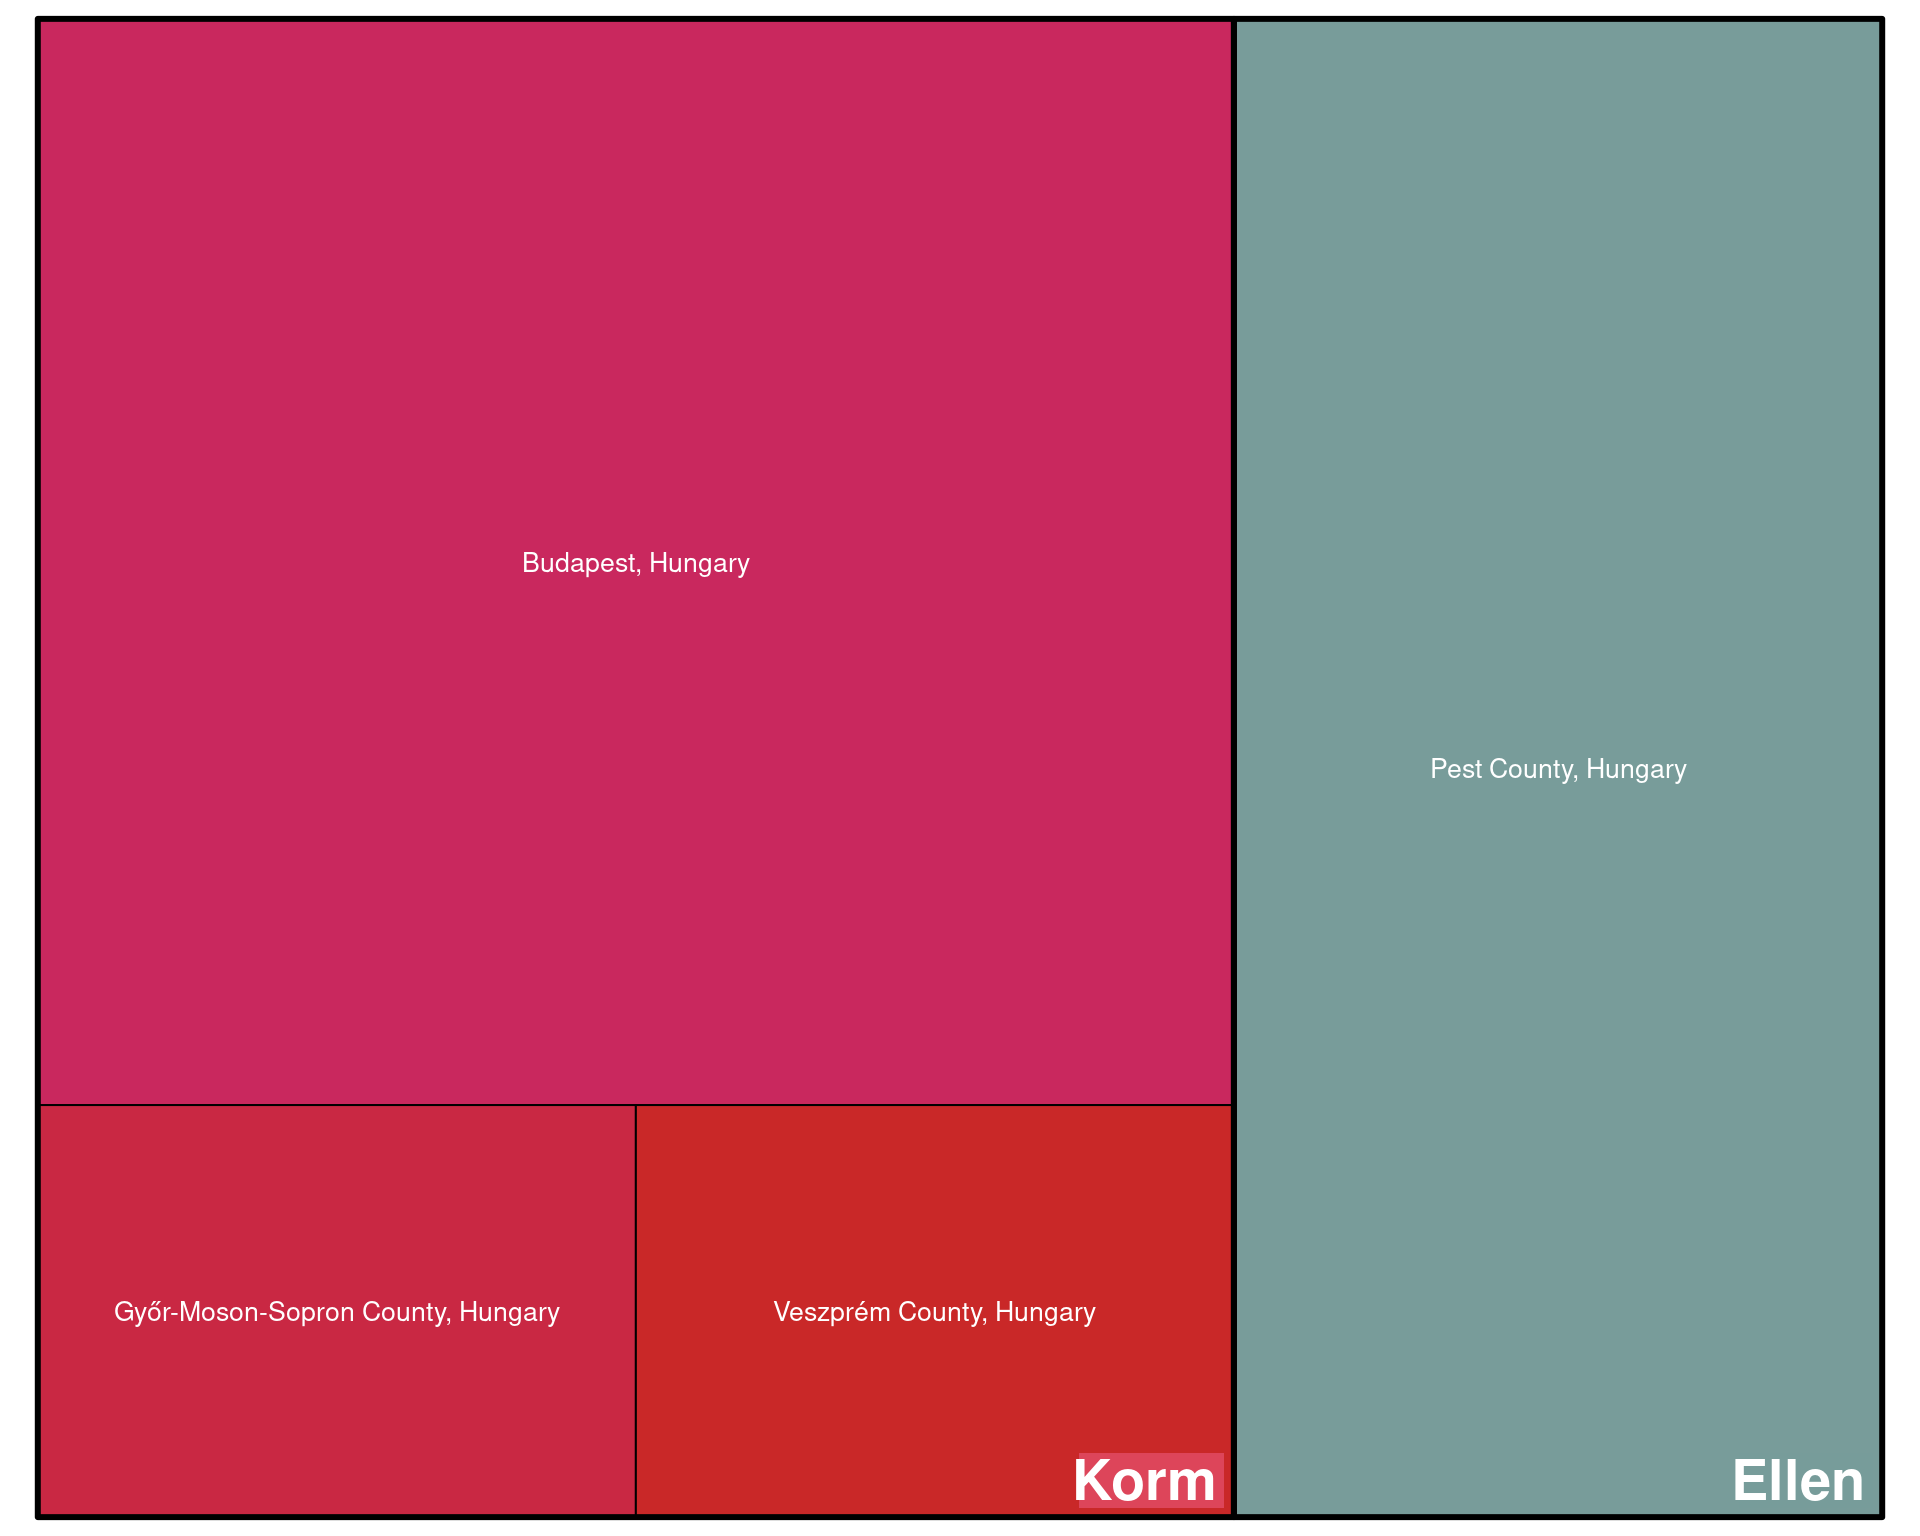 Budapest, Hungary
Pest County, Hungary
Győr-Moson-Sopron County, Hungary
Veszprém County, Hungary
Korm
Ellen